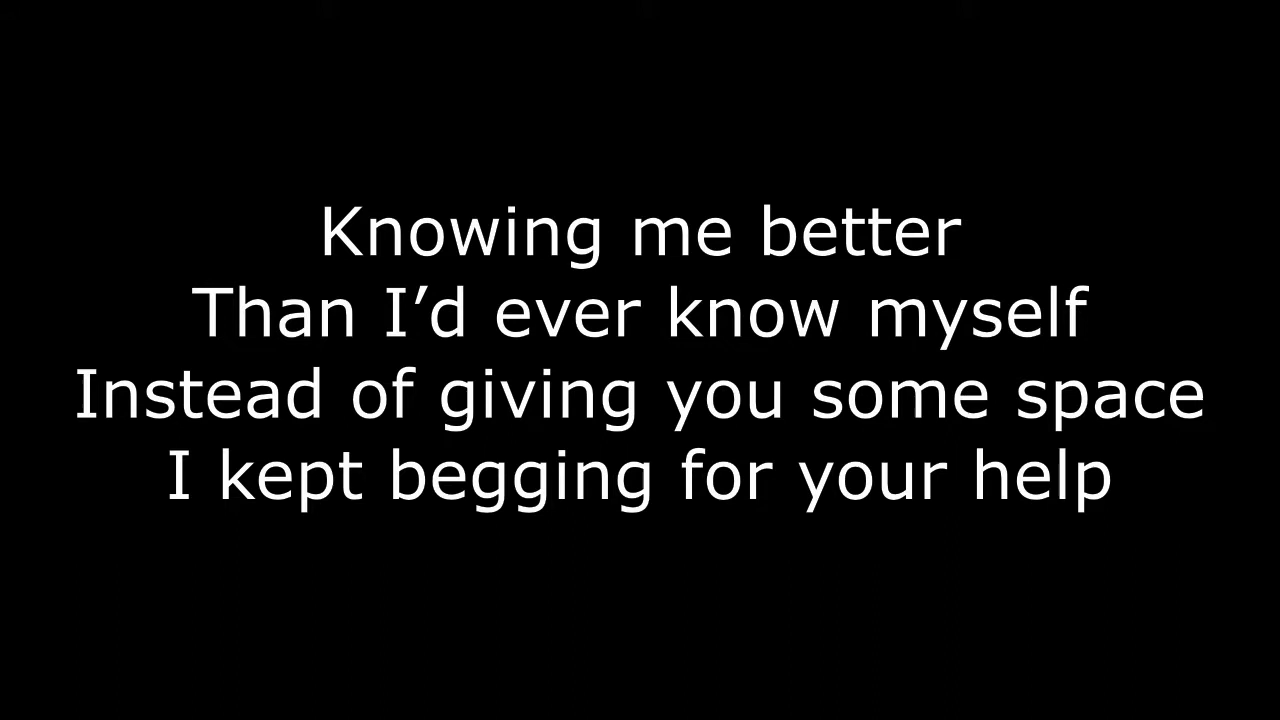 Knowing me better
Than I’d ever know myself
Instead of giving you some space
I kept begging for your help